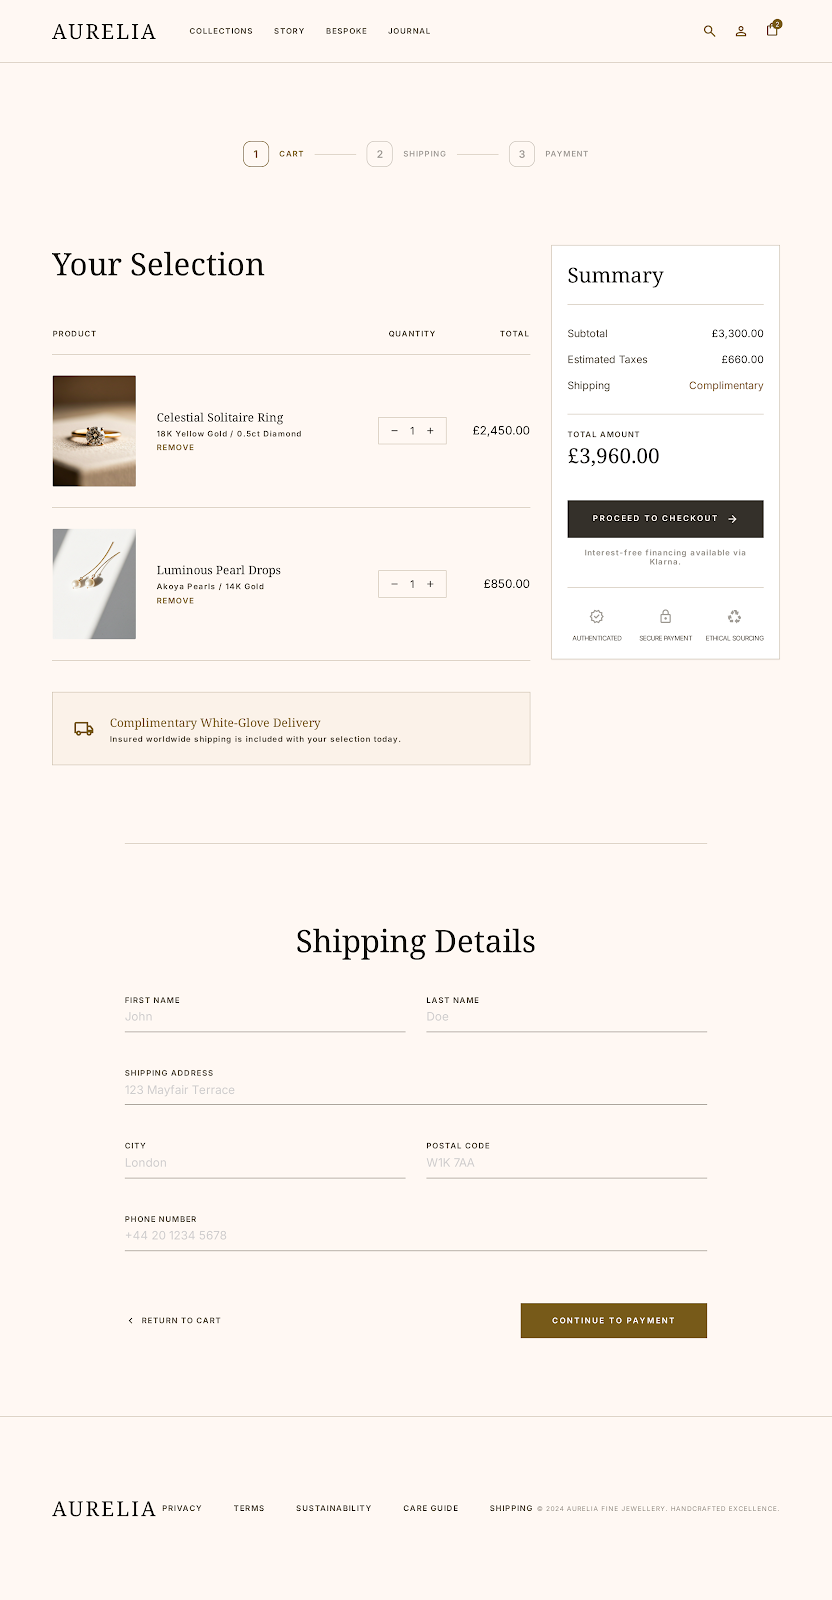 AURELIA
COLLECTIONS STORY BESPOKE JOURNAL
2
1 CART 2 SHIPPING 3 PAYMENT
Your Selection
PRODUCT QUANTITY TOTAL
Celestial Solitaire Ring
18K Yellow Gold / 0.5ct Diamond
REMOVE
− 1 +
£2,450.00
Luminous Pearl Drops
Akoya Pearls / 14K Gold
REMOVE
− 1 +
£850.00
Complimentary White-Glove Delivery
Insured worldwide shipping is included with your selection today.
Summary
Subtotal £3,300.00
Estimated Taxes £660.00
Shipping Complimentary
TOTAL AMOUNT
£3,960.00
PROCEED TO CHECKOUT
Interest-free financing available via
Klarna.
AUTHENTICATED SECURE PAYMENT ETHICAL SOURCING
Shipping Details
FIRST NAME LAST NAME
John Doe
SHIPPING ADDRESS
123 Mayfair Terrace
CITY POSTAL CODE
London W1K 7AA
PHONE NUMBER
+44 20 1234 5678
RETURN TO CART CONTINUE TO PAYMENT
AURELIA PRIVACY TERMS SUSTAINABILITY CARE GUIDE SHIPPING © 2024 AURELIA FINE JEWELLERY. HANDCRAFTED EXCELLENCE.